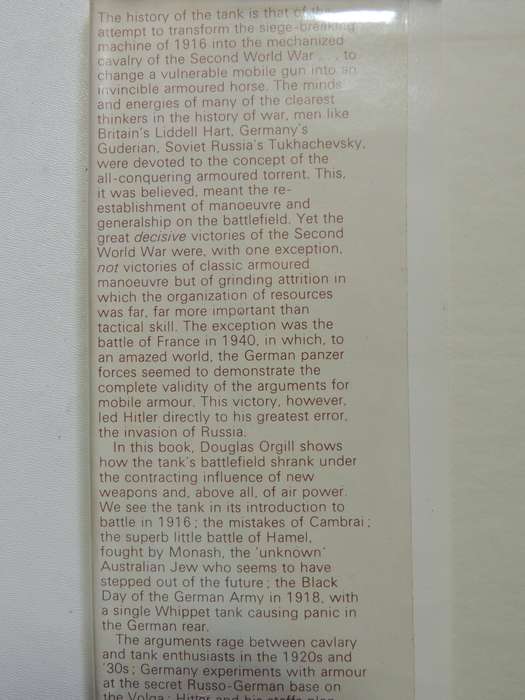 The history of the tank is that of the
attempt to transform the siege-breaking
machine of 1916 into the mechanized
cavalry of the Second World War . . . to
change a vulnerable mobile gun into an
invincible armoured horse. The minds
and energies of many of the clearest
thinkers in the history of war, men like
Britain's Liddell Hart, Germany's
Guderian, Soviet Russia's Tukhachevsky,
were devoted to the concept of the
all-conquering armoured torrent. This,
it was believed, meant the re-
establishment of manoeuvre and
generalship on the battlefield. Yet the
great decisive victories of the Second
World War were, with one exception,
not victories of classic armoured
manoeuvre but of grinding attrition in
which the organization of resources
was far, far more important than
tactical skill. The exception was the
battle of France in 1940, in which, to
an amazed world, the German panzer
forces seemed to demonstrate the
complete validity of the arguments for
mobile armour. This victory, however,
led Hitler directly to his greatest error,
the invasion of Russia.
In this book, Douglas Orgill shows
how the tank's battlefield shrank under
the contracting influence of new
weapons and, above all, of air power.
We see the tank in its introduction to
battle in 1916; the mistakes of Cambrai;
the superb little battle of Hamel,
fought by Monash, the 'unknown'
Australian Jew who seems to have
stepped out of the future; the Black
Day of the German Army in 1918, with
a single Whippet tank causing panic in
the German rear.
The arguments rage between cavlary
and tank enthusiasts in the 1920s and
'30s; Germany experiments with armour
at the secret Russo-German base on
the Volga; Hitler and his staffs plan